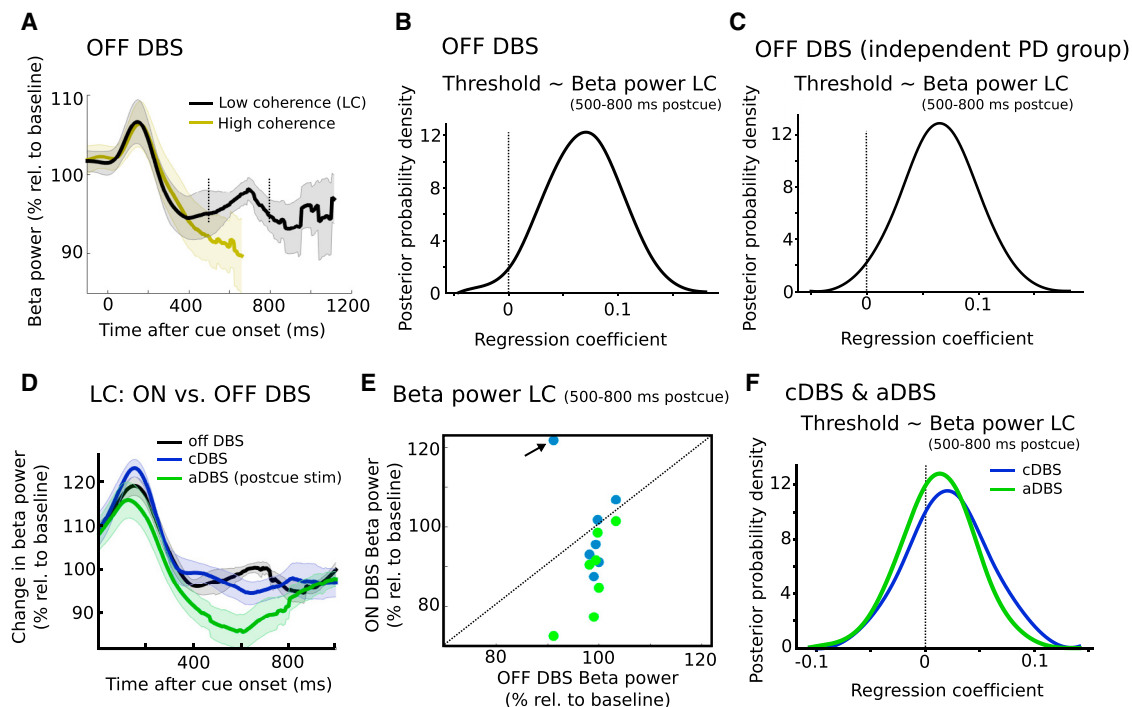 A
OFF DBS
Beta power (% rel. to baseline)
110
100
90
Low coherence (LC)
High coherence
0
400
800
1200
Time after cue onset (ms)
B
OFF DBS
Threshold ~ Beta power LC
(500-800 ms postcue)
Posterior probability density
12
8
4
0
0
0.1
Regression coefficient
C
OFF DBS (independent PD group)
Threshold ~ Beta power LC
(500-800 ms postcue)
Posterior probability density
12
8
4
0
0
0.1
Regression coefficient
D
LC: ON vs. OFF DBS
off DBS
cDBS
aDBS (postcue stim)
Change in beta power
(% rel. to baseline)
120
110
100
90
400
800
Time after cue onset (ms)
E
Beta power LC (500-800 ms postcue)
ON DBS Beta power
(% rel. to baseline)
120
100
80
80
100
120
OFF DBS Beta power
(% rel. to baseline)
F
cDBS & aDBS
Threshold ~ Beta power LC
(500-800 ms postcue)
cDBS
aDBS
Posterior probability density
12
8
4
0
-0.1
0
0.1
Regression coefficient